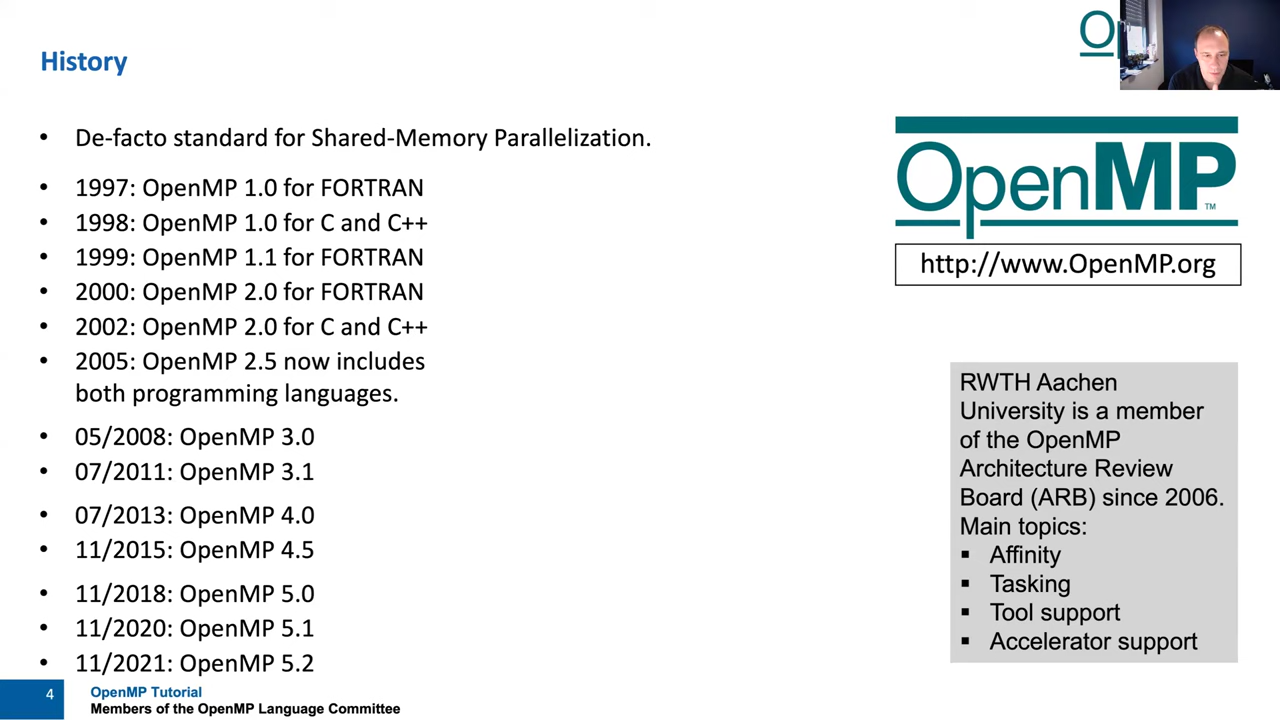 History
• De-facto standard for Shared-Memory Parallelization.
• 1997: OpenMP 1.0 for FORTRAN
• 1998: OpenMP 1.0 for C and C++
• 1999: OpenMP 1.1 for FORTRAN
• 2000: OpenMP 2.0 for FORTRAN
• 2002: OpenMP 2.0 for C and C++
• 2005: OpenMP 2.5 now includes
both programming languages.
• 05/2008: OpenMP 3.0
• 07/2011: OpenMP 3.1
• 07/2013: OpenMP 4.0
• 11/2015: OpenMP 4.5
• 11/2018: OpenMP 5.0
• 11/2020: OpenMP 5.1
• 11/2021: OpenMP 5.2
OpenMP™
http://www.OpenMP.org
RWTH Aachen
University is a member
of the OpenMP
Architecture Review
Board (ARB) since 2006.
Main topics:
▪ Affinity
▪ Tasking
▪ Tool support
▪ Accelerator support
4
OpenMP Tutorial
Members of the OpenMP Language Committee